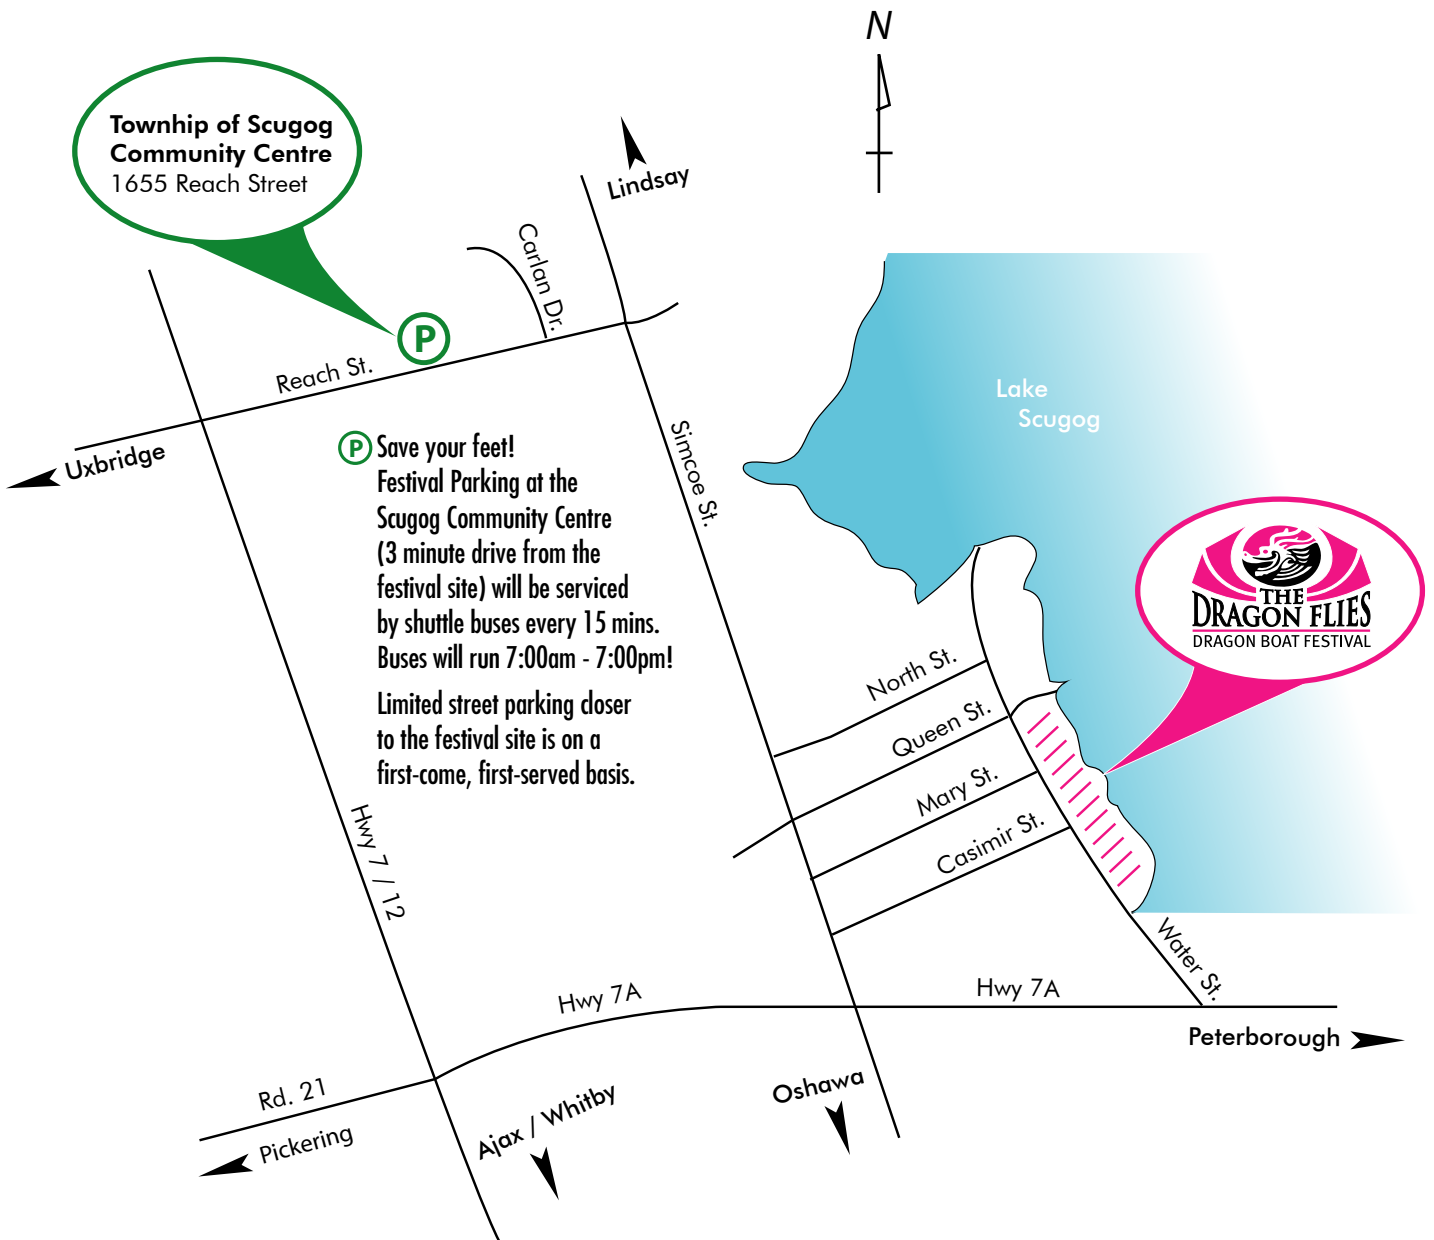 N
Townhip of Scugog
Community Centre
1655 Reach Street
Lindsay
Carlan Dr.
P
Reach St.
Uxbridge
Lake
Scugog
Simcoe St.
P Save your feet!
Festival Parking at the
Scugog Community Centre
(3 minute drive from the
festival site) will be serviced
by shuttle buses every 15 mins.
Buses will run 7:00am - 7:00pm!
Limited street parking closer
to the festival site is on a
first-come, first-served basis.
THE
DRAGON FLIES
DRAGON BOAT FESTIVAL
North St.
Queen St.
Mary St.
Casimir St.
Hwy 7 / 12
Water St.
Hwy 7A
Hwy 7A
Peterborough
Rd. 21
Pickering
Ajax / Whitby
Oshawa